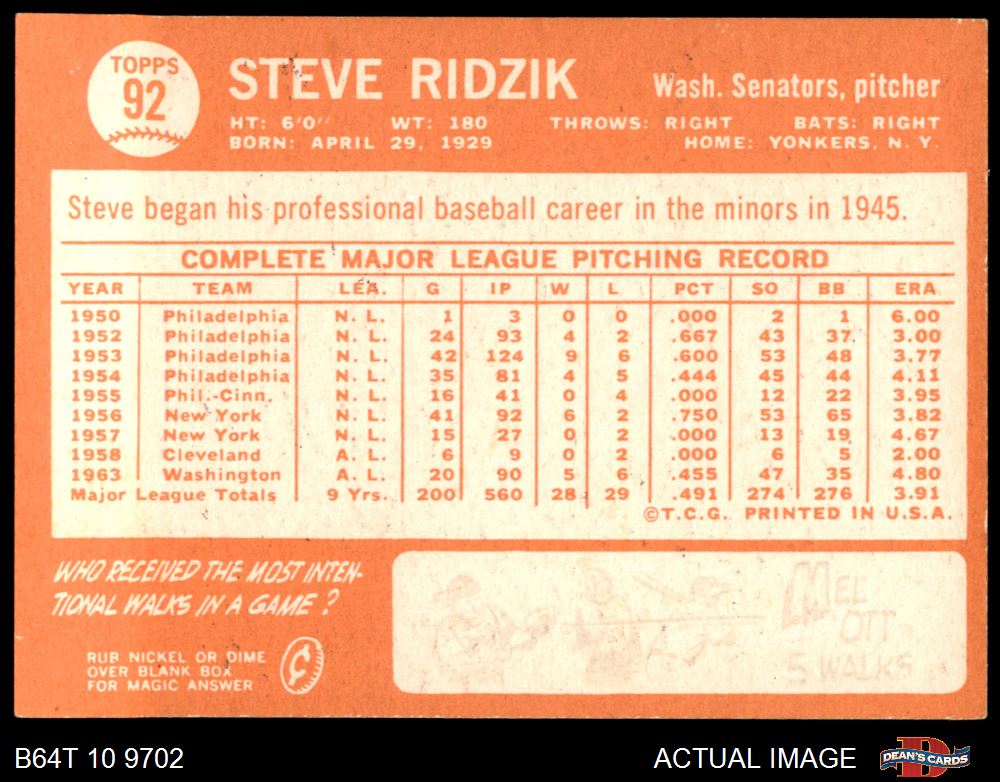 TOPPS
92
STEVE RIDZIK
Wash. Senators, pitcher
HT: 6'0" WT: 180 THROWS: RIGHT BATS: RIGHT
BORN: APRIL 29, 1929 HOME: YONKERS, N. Y.
Steve began his professional baseball career in the minors in 1945.
COMPLETE MAJOR LEAGUE PITCHING RECORD
YEAR TEAM LEA. G IP W L PCT SO BB ERA
1950 Philadelphia N. L. 1 3 0 0 .000 2 1 6.00
1952 Philadelphia N. L. 24 93 4 2 .667 43 37 3.00
1953 Philadelphia N. L. 42 124 9 6 .600 53 48 3.77
1954 Philadelphia N. L. 35 81 4 5 .444 45 44 4.11
1955 Phil.-Cinn. N. L. 16 41 0 4 .000 12 22 3.95
1956 New York N. L. 41 92 6 2 .750 53 65 3.82
1957 New York N. L. 15 27 0 2 .000 13 19 4.67
1958 Cleveland A. L. 6 9 0 2 .000 6 5 2.00
1963 Washington A. L. 20 90 5 6 .455 47 35 4.80
Major League Totals 9 Yrs. 200 560 28 29 .491 274 276 3.91
©T.C.G. PRINTED IN U.S.A.
WHO RECEIVED THE MOST INTEN-
TIONAL WALKS IN A GAME?
RUB NICKEL OR DIME
OVER BLANK BOX
FOR MAGIC ANSWER
¢
MEL
OTT
5 WALKS
B64T 10 9702
ACTUAL IMAGE
DEAN'S CARDS